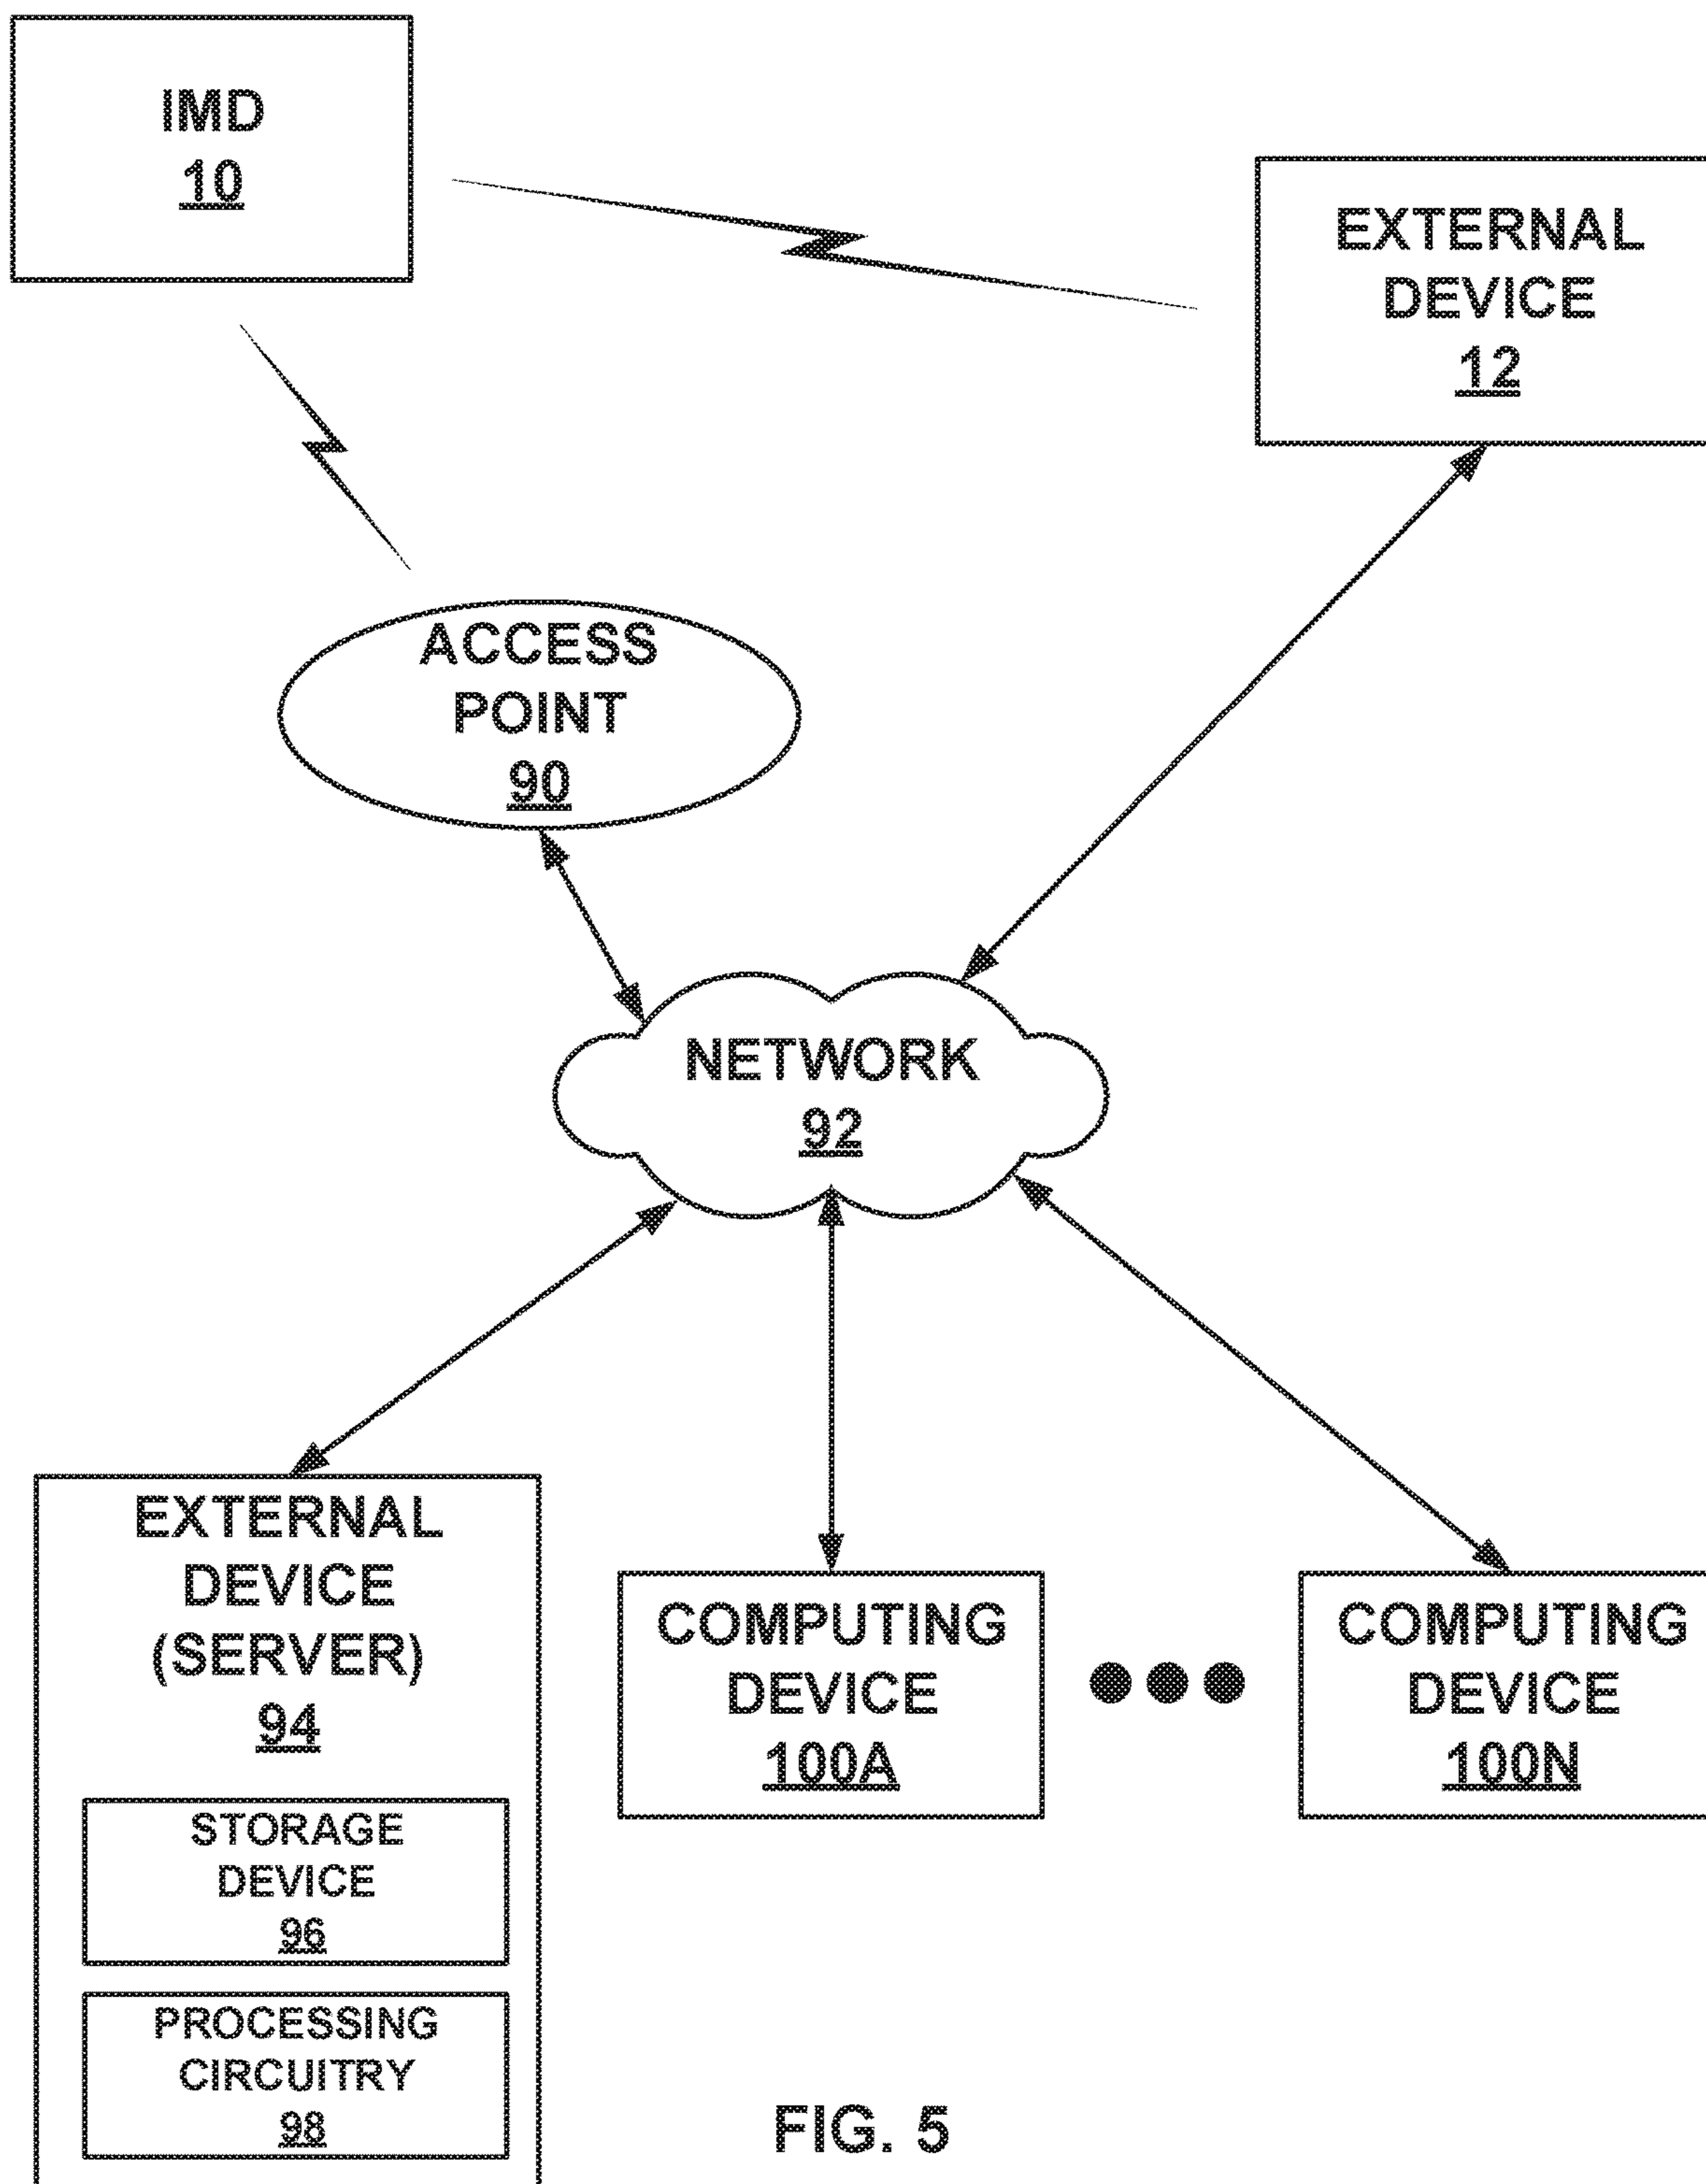 IMD
10
EXTERNAL
DEVICE
12
ACCESS
POINT
90
NETWORK
92
EXTERNAL
DEVICE
(SERVER)
94
STORAGE
DEVICE
96
PROCESSING
CIRCUITRY
98
COMPUTING
DEVICE
100A
COMPUTING
DEVICE
100N
FIG. 5